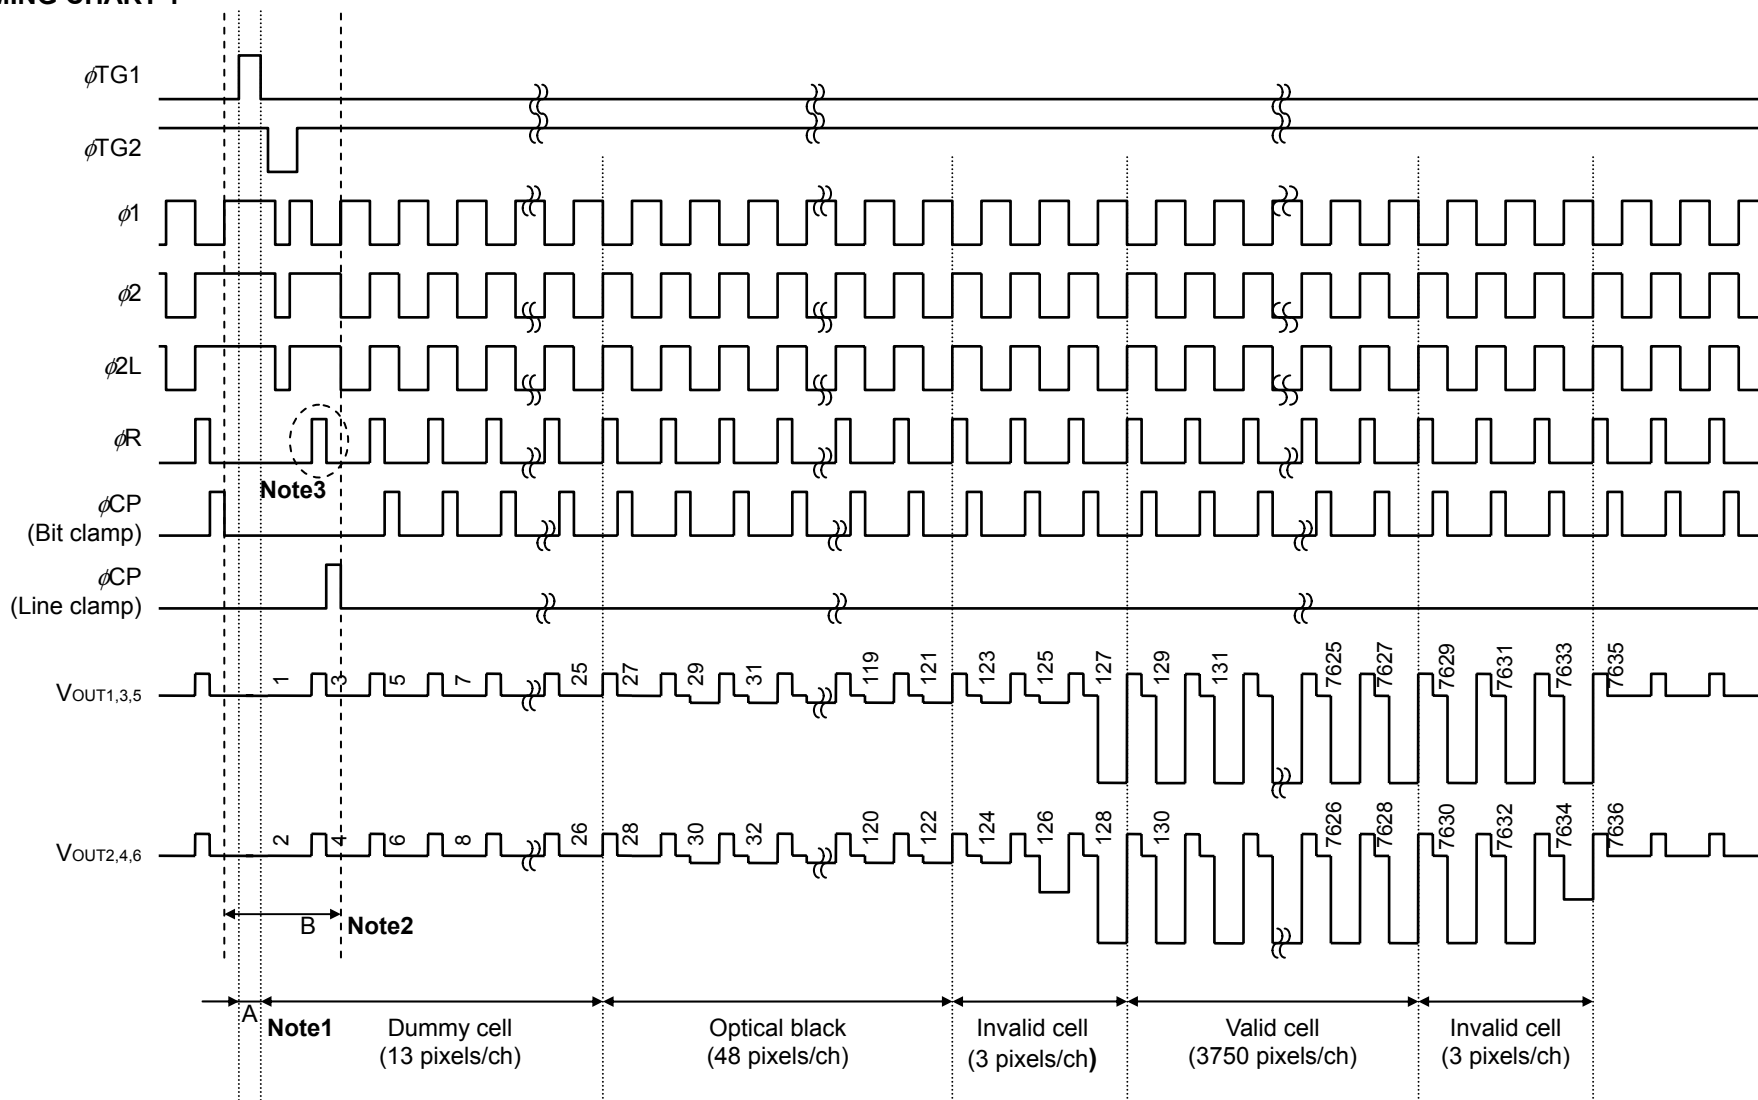 MING CHART 1
ϕTG1
ϕTG2
ϕ1
ϕ2
ϕ2L
ϕR
Note3
ϕCP
(Bit clamp)
ϕCP
(Line clamp)
VOUT1,3,5
1 3 5 7 25 27 29 31 119 121 123 125 127 129 131 7625 7627 7629 7631 7633 7635
VOUT2,4,6
2 4 6 8 26 28 30 32 120 122 124 126 128 130 7626 7628 7630 7632 7634 7636
B Note2
A Note1
Dummy cell
(13 pixels/ch)
Optical black
(48 pixels/ch)
Invalid cell
(3 pixels/ch)
Valid cell
(3750 pixels/ch)
Invalid cell
(3 pixels/ch)